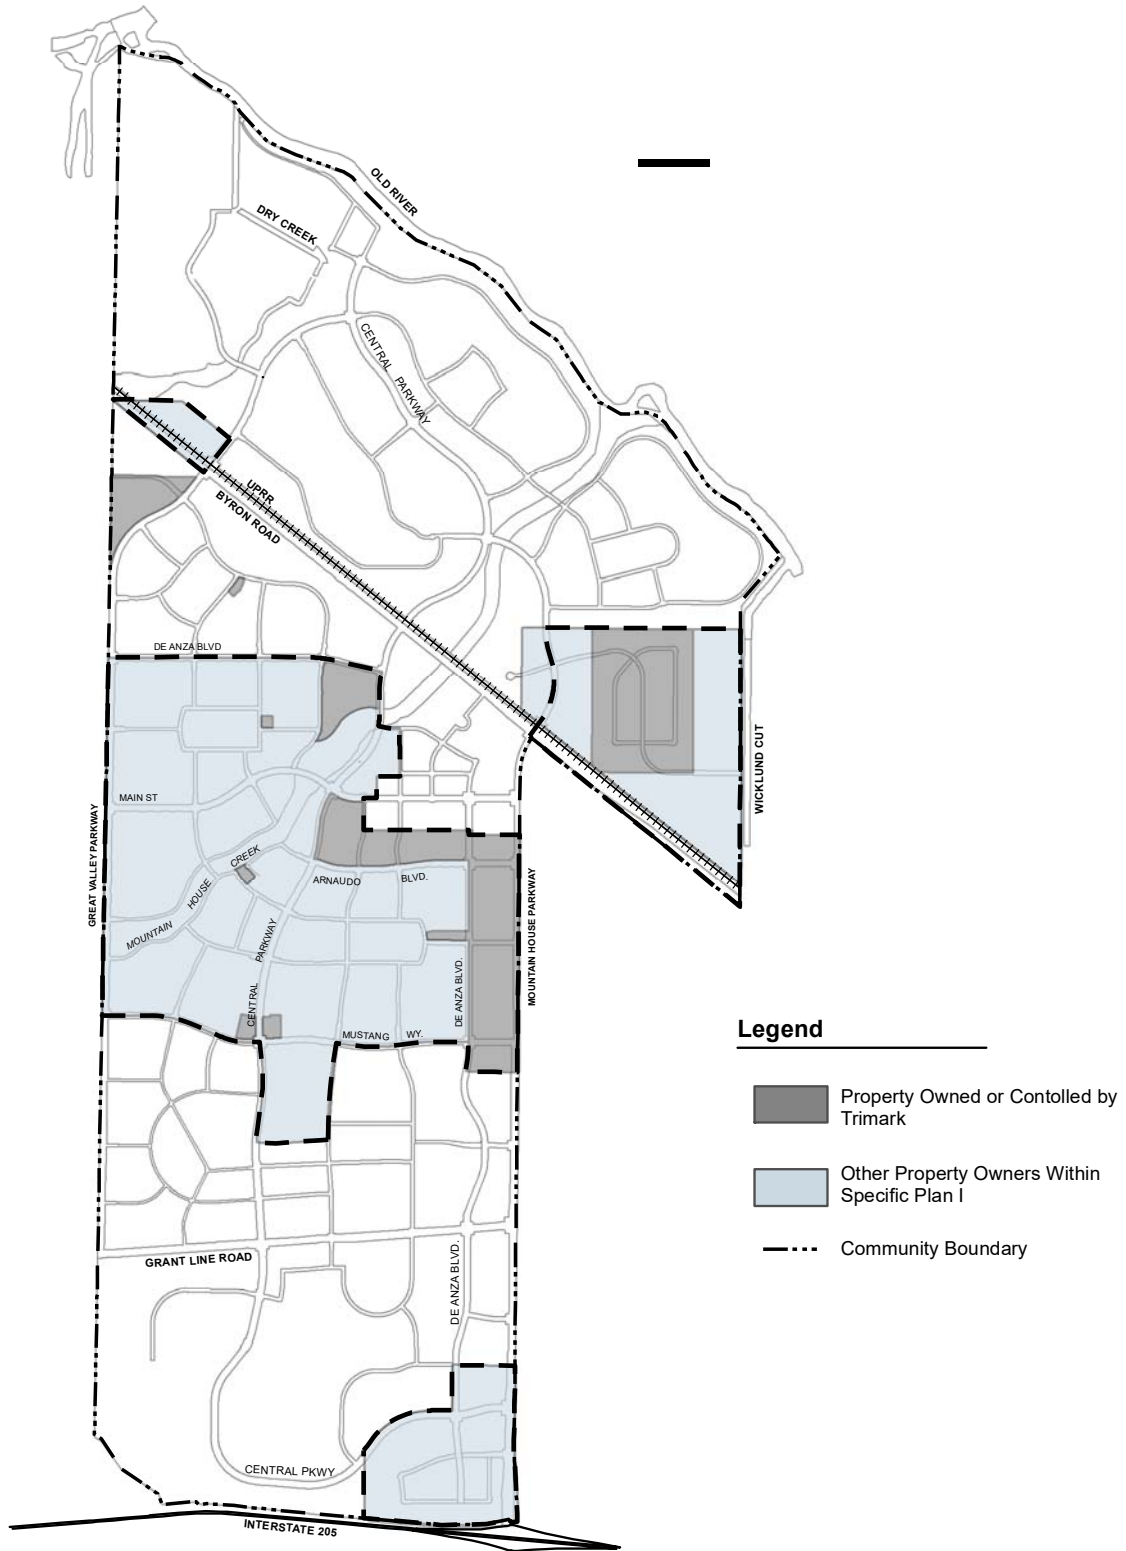 OLD RIVER
DRY CREEK
CENTRAL PARKWAY
UPRR
BYRON ROAD
DE ANZA BLVD
WICKLUND CUT
MAIN ST
GREAT VALLEY PARKWAY
MOUNTAIN HOUSE CREEK
ARNAUDO BLVD.
MOUNTAIN HOUSE PARKWAY
CENTRAL PARKWAY
DE ANZA BLVD.
MUSTANG WY.
Legend
Property Owned or Contolled by
Trimark
Other Property Owners Within
Specific Plan I
Community Boundary
GRANT LINE ROAD
DE ANZA BLVD.
CENTRAL PKWY
INTERSTATE 205